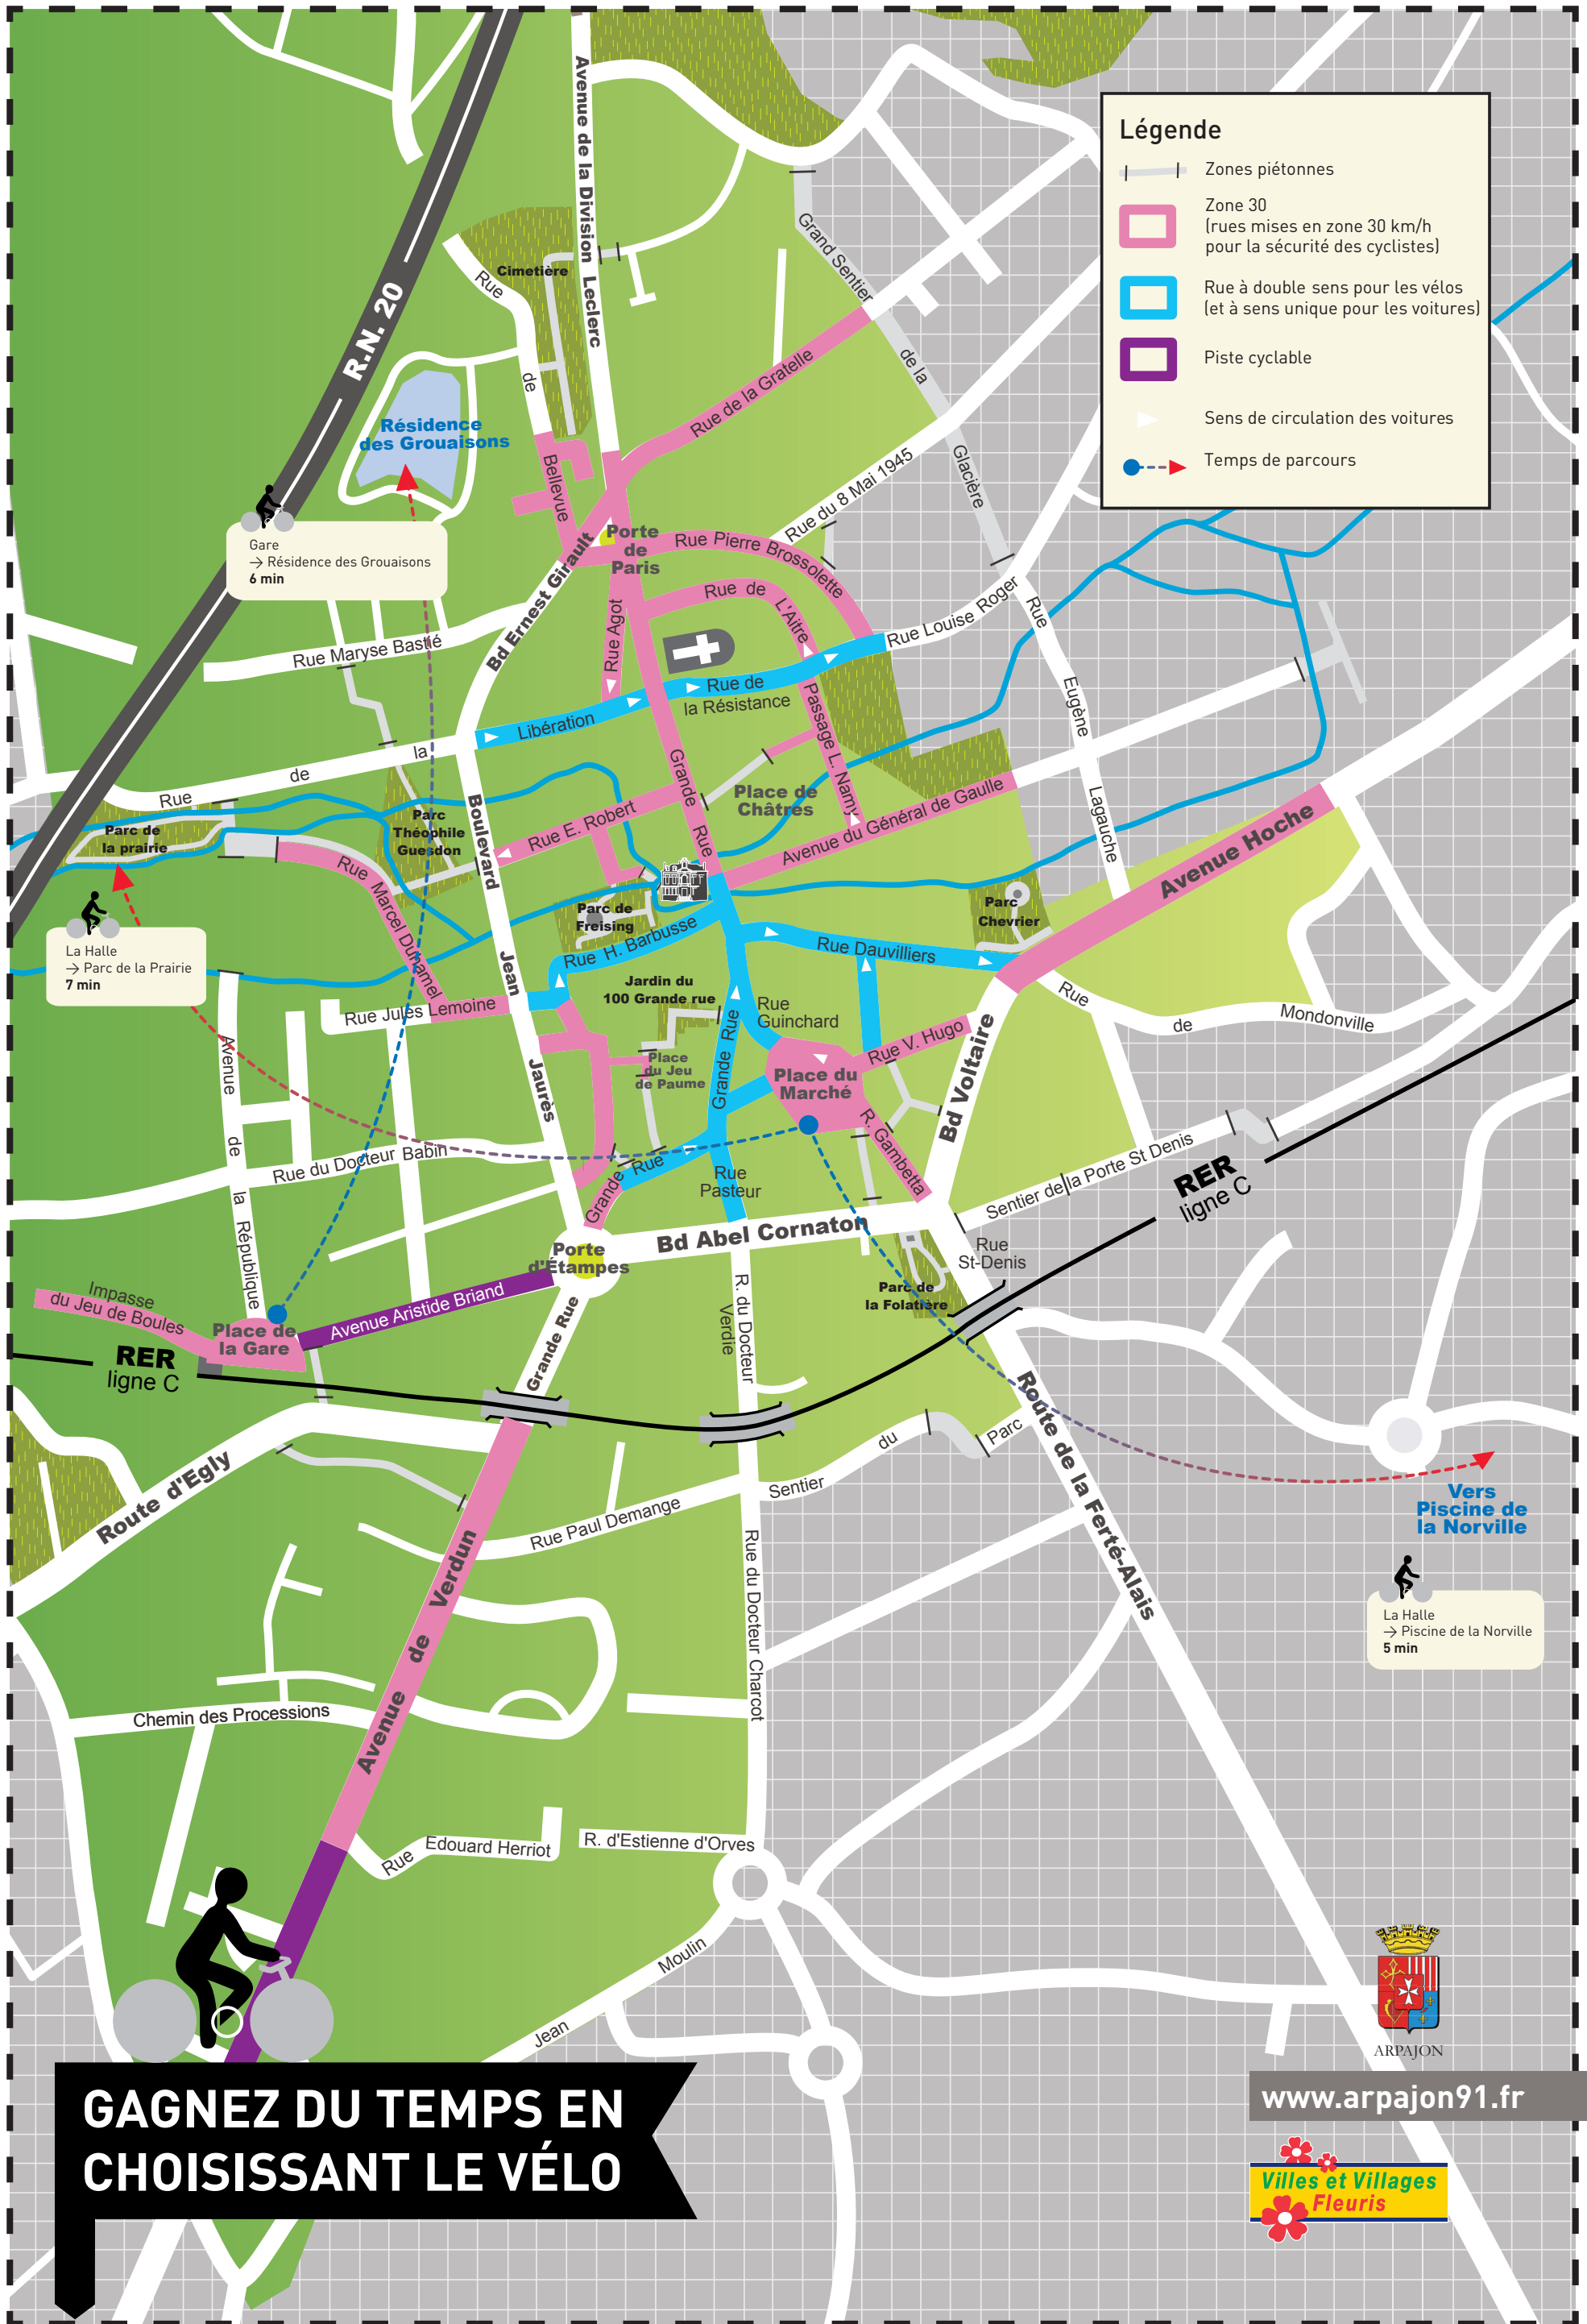 Légende
Zones piétonnes
Zone 30
(rues mises en zone 30 km/h
pour la sécurité des cyclistes)
Rue à double sens pour les vélos
(et à sens unique pour les voitures)
Piste cyclable
Sens de circulation des voitures
Temps de parcours
Avenue de la Division Leclerc
R.N. 20
Cimetière
Rue
de
Bellevue
Grand Sentier
de la
Glacière
Rue de la Gratelle
Résidence
des Grouaisons
Rue du 8 Mai 1945
Gare
→ Résidence des Grouaisons
6 min
Porte
de
Paris
Rue Pierre Brossolette
Bd Ernest Girault
Rue de
L'Aitre
Rue Agot
Rue Louise Roger
Rue
Eugène
Lagauche
Rue Maryse Bastié
Rue de
la Résistance
Libération
la
de
Rue
Passage L. Namy
Grande
Rue
Place de
Châtres
Avenue du Général de Gaulle
Rue E. Robert
Boulevard
Jean
Jaurès
Parc
Théophile
Guesdon
Parc de
la prairie
Rue Marcel Duhamel
La Halle
→ Parc de la Prairie
7 min
Avenue Hoche
Parc
Chevrier
Parc de
Freising
Rue H. Barbusse
Rue Dauvilliers
Jardin du
100 Grande rue
Rue Jules Lemoine
Rue
Guinchard
Rue
de
Mondonville
Rue V. Hugo
Bd Voltaire
Grande Rue
Place
du Jeu
de Paume
Place du
Marché
R. Gambetta
Avenue
de
la République
Rue du Docteur Babin
Grande
Rue
Rue
Pasteur
Sentier de la Porte St Denis
RER
ligne C
Bd Abel Cornaton
Rue
St-Denis
Porte
d'Étampes
Parc de
la Folatière
Impasse
du Jeu de Boules
Place de
la Gare
Avenue Aristide Briand
RER
ligne C
Grande Rue
R. du Docteur
Verdie
Route d'Egly
Sentier
du
Parc
Route de la Ferté-Alais
Rue Paul Demange
Rue du Docteur Charcot
Vers
Piscine de
la Norville
La Halle
→ Piscine de la Norville
5 min
Avenue de Verdun
Chemin des Processions
Rue
Edouard Herriot
R. d'Estienne d'Orves
Jean
Moulin
ARPAJON
www.arpajon91.fr
Villes et Villages
Fleuris
GAGNEZ DU TEMPS EN
CHOISISSANT LE VÉLO